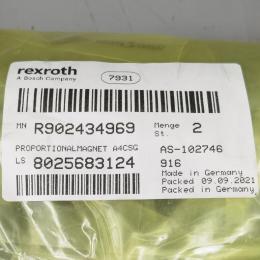 rexroth
A Bosch Company
7931
MN R902434969 Menge 2
St.
PROPORTIONALMAGNET A4CSG AS-102746
LS 8025683124 916
Made in Germany
Packed 09.09.2021
Packed in Germany